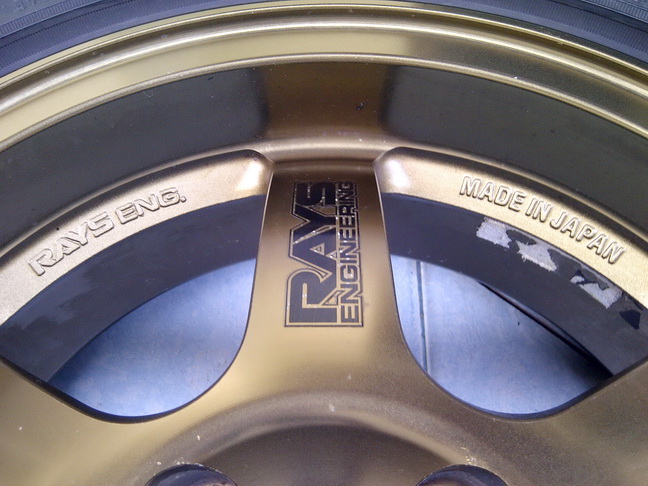 RAYS ENG.
RAYS
ENGINEERING
MADE IN JAPAN